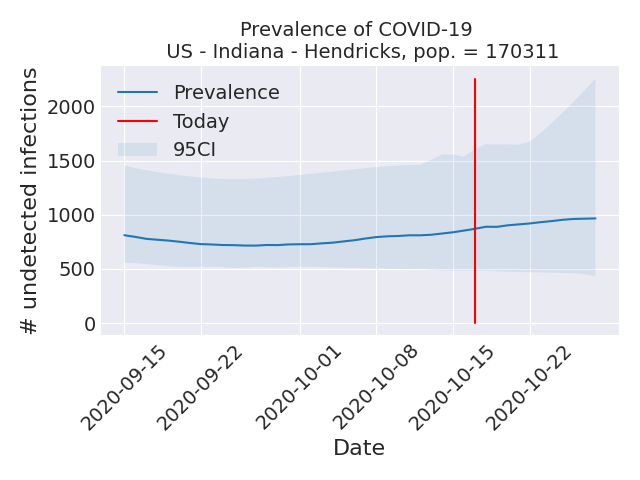 Prevalence of COVID-19
US - Indiana - Hendricks, pop. = 170311
Prevalence
Today
95CI
# undetected infections
2000
1500
1000
500
0
2020-09-15
2020-09-22
2020-10-01
2020-10-08
2020-10-15
2020-10-22
Date